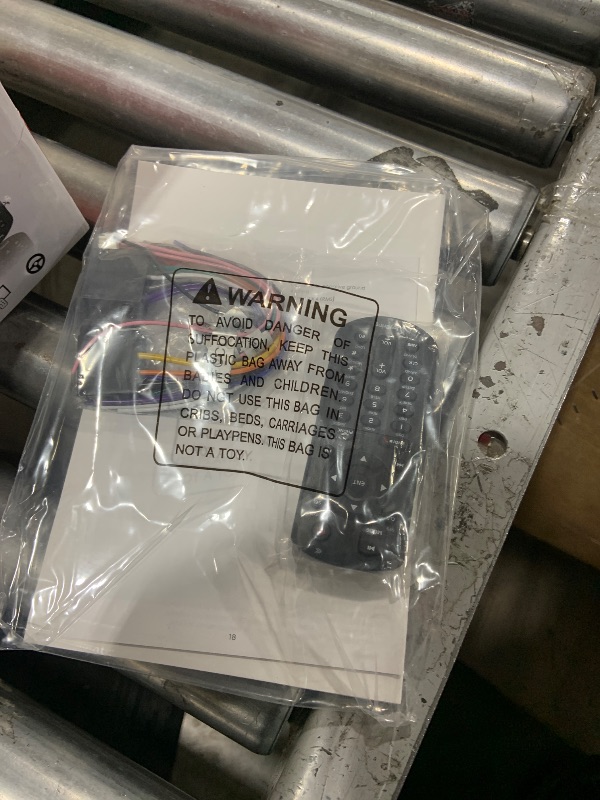 WARNING
TO AVOID DANGER OF
SUFFOCATION, KEEP THIS
PLASTIC BAG AWAY FROM
BABIES AND CHILDREN.
DO NOT USE THIS BAG IN
CRIBS, BEDS, CARRIAGES
OR PLAYPENS. THIS BAG IS
NOT A TOY.
ENT
18